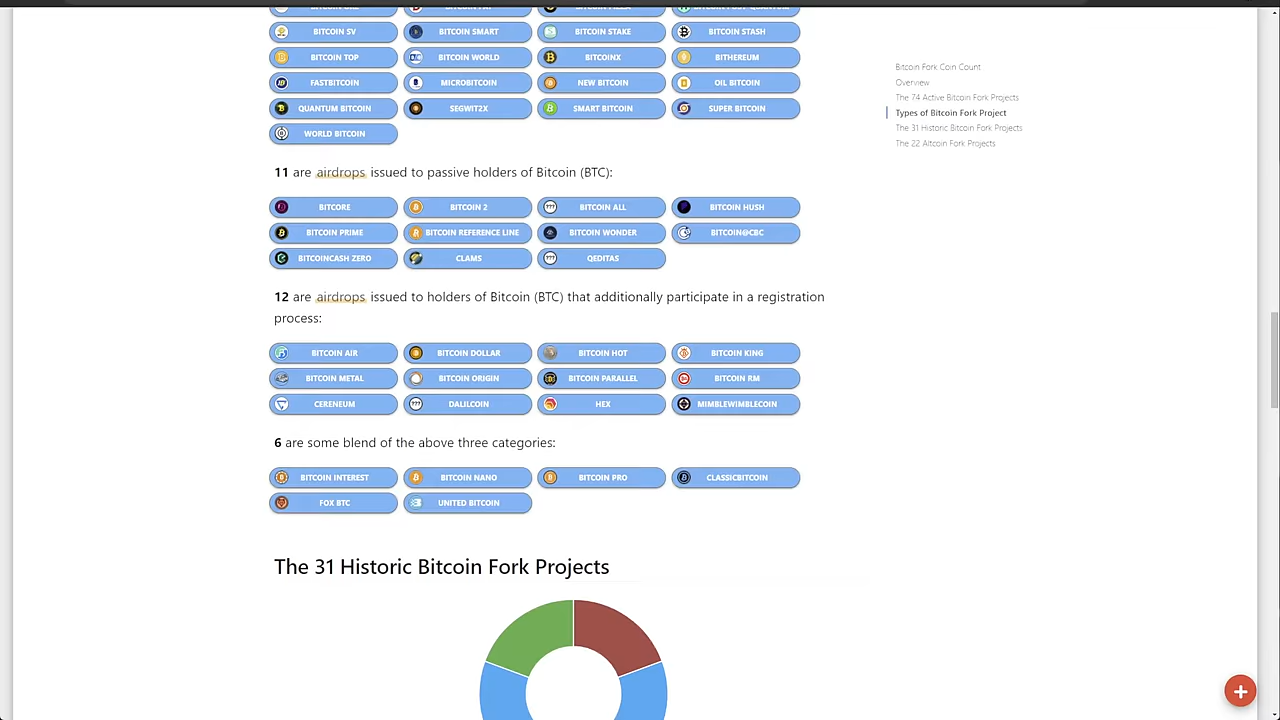 BITCOIN SV
BITCOIN SMART
BITCOIN STAKE
BITCOIN STASH
BITCOIN TOP
BITCOIN WORLD
BITCOINX
BITHEREUM
FASTBITCOIN
MICROBITCOIN
NEW BITCOIN
OIL BITCOIN
QUANTUM BITCOIN
SEGWIT2X
SMART BITCOIN
SUPER BITCOIN
WORLD BITCOIN
11 are airdrops issued to passive holders of Bitcoin (BTC):
BITCORE
BITCOIN 2
BITCOIN ALL
BITCOIN HUSH
BITCOIN PRIME
BITCOIN REFERENCE LINE
BITCOIN WONDER
BITCOIN@CBC
BITCOINCASH ZERO
CLAMS
QEDITAS
12 are airdrops issued to holders of Bitcoin (BTC) that additionally participate in a registration
process:
BITCOIN AIR
BITCOIN DOLLAR
BITCOIN HOT
BITCOIN KING
BITCOIN METAL
BITCOIN ORIGIN
BITCOIN PARALLEL
BITCOIN RM
CERENEUM
DALILCOIN
HEX
MIMBLEWIMBLECOIN
6 are some blend of the above three categories:
BITCOIN INTEREST
BITCOIN NANO
BITCOIN PRO
CLASSICBITCOIN
FOX BTC
UNITED BITCOIN
The 31 Historic Bitcoin Fork Projects
Bitcoin Fork Coin Count
Overview
The 74 Active Bitcoin Fork Projects
Types of Bitcoin Fork Project
The 31 Historic Bitcoin Fork Projects
The 22 Altcoin Fork Projects